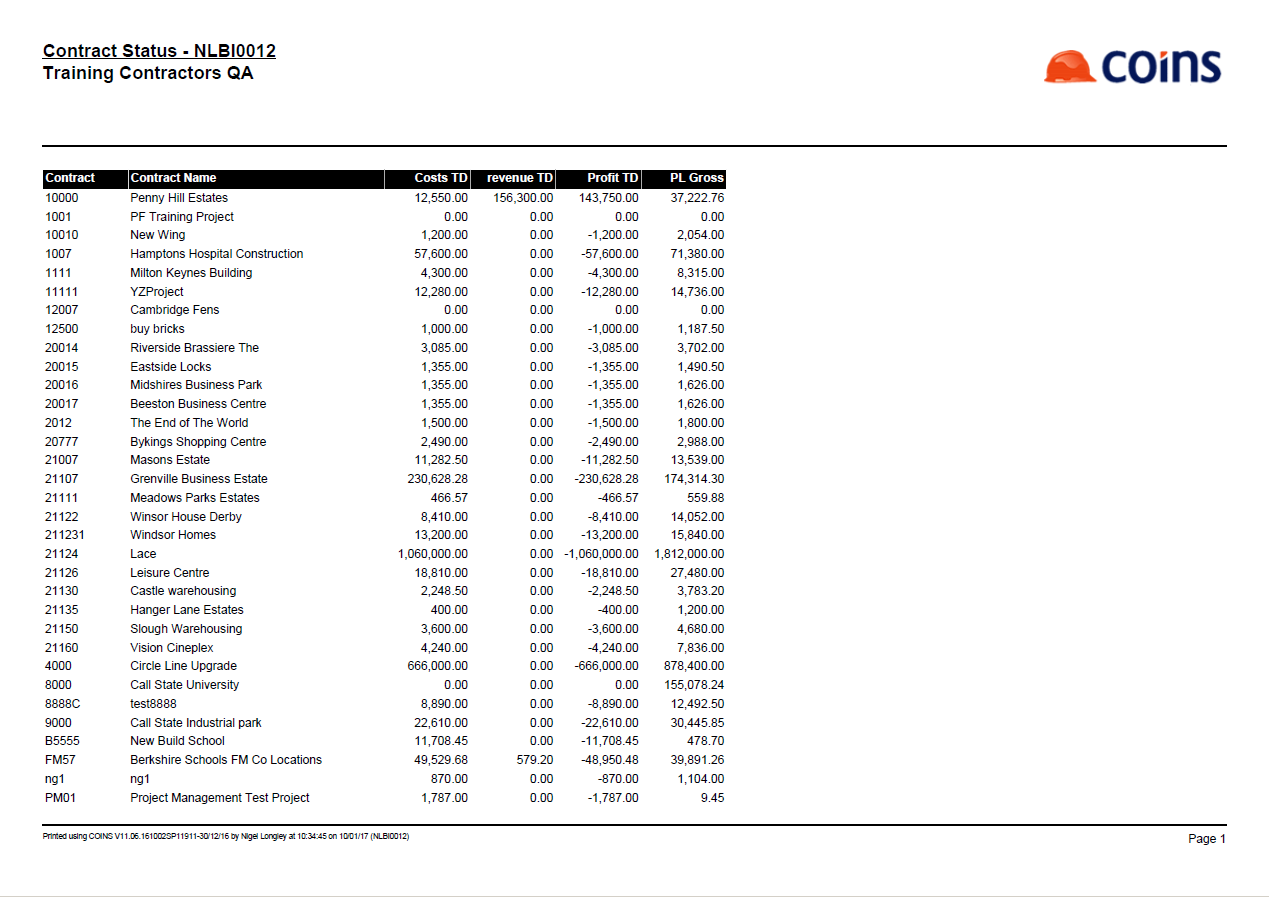 Contract Status - NLBI0012
Training Contractors QA
coins
Contract Contract Name Costs TD revenue TD Profit TD PL Gross
10000 Penny Hill Estates 12,550.00 156,300.00 143,750.00 37,222.76
1001 PF Training Project 0.00 0.00 0.00 0.00
10010 New Wing 1,200.00 0.00 -1,200.00 2,054.00
1007 Hamptons Hospital Construction 57,600.00 0.00 -57,600.00 71,380.00
1111 Milton Keynes Building 4,300.00 0.00 -4,300.00 8,315.00
11111 YZProject 12,280.00 0.00 -12,280.00 14,736.00
12007 Cambridge Fens 0.00 0.00 0.00 0.00
12500 buy bricks 1,000.00 0.00 -1,000.00 1,187.50
20014 Riverside Brassiere The 3,085.00 0.00 -3,085.00 3,702.00
20015 Eastside Locks 1,355.00 0.00 -1,355.00 1,490.50
20016 Midshires Business Park 1,355.00 0.00 -1,355.00 1,626.00
20017 Beeston Business Centre 1,355.00 0.00 -1,355.00 1,626.00
2012 The End of The World 1,500.00 0.00 -1,500.00 1,800.00
20777 Bykings Shopping Centre 2,490.00 0.00 -2,490.00 2,988.00
21007 Masons Estate 11,282.50 0.00 -11,282.50 13,539.00
21107 Grenville Business Estate 230,628.28 0.00 -230,628.28 174,314.30
21111 Meadows Parks Estates 466.57 0.00 -466.57 559.88
21122 Winsor House Derby 8,410.00 0.00 -8,410.00 14,052.00
211231 Windsor Homes 13,200.00 0.00 -13,200.00 15,840.00
21124 Lace 1,060,000.00 0.00 -1,060,000.00 1,812,000.00
21126 Leisure Centre 18,810.00 0.00 -18,810.00 27,480.00
21130 Castle warehousing 2,248.50 0.00 -2,248.50 3,783.20
21135 Hanger Lane Estates 400.00 0.00 -400.00 1,200.00
21150 Slough Warehousing 3,600.00 0.00 -3,600.00 4,680.00
21160 Vision Cineplex 4,240.00 0.00 -4,240.00 7,836.00
4000 Circle Line Upgrade 666,000.00 0.00 -666,000.00 878,400.00
8000 Call State University 0.00 0.00 0.00 155,078.24
8888C test8888 8,890.00 0.00 -8,890.00 12,492.50
9000 Call State Industrial park 22,610.00 0.00 -22,610.00 30,445.85
B5555 New Build School 11,708.45 0.00 -11,708.45 478.70
FM57 Berkshire Schools FM Co Locations 49,529.68 579.20 -48,950.48 39,891.26
ng1 ng1 870.00 0.00 -870.00 1,104.00
PM01 Project Management Test Project 1,787.00 0.00 -1,787.00 9.45
Printed using COINS V11.06.161002SP11911-30/12/16 by Nigel Longley at 10:34:45 on 10/01/17 (NLBI0012)
Page 1